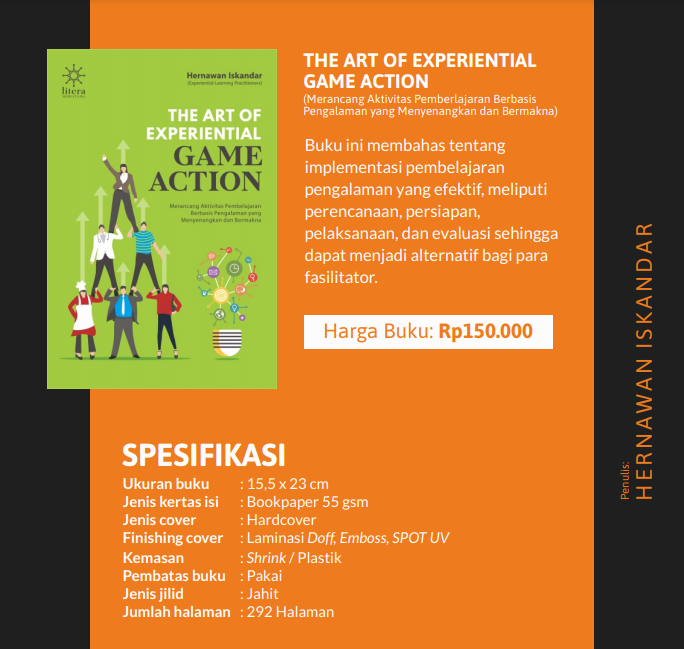 litera
Hernawan Iskandar
(Experiential Learning Practitioners)
THE ART OF
EXPERIENTIAL
GAME
ACTION
Merancang Aktivitas Pembelajaran
Berbasis Pengalaman yang
Menyenangkan dan Bermakna
THE ART OF EXPERIENTIAL
GAME ACTION
(Merancang Aktivitas Pemberlajaran Berbasis
Pengalaman yang Menyenangkan dan Bermakna)
Buku ini membahas tentang
implementasi pembelajaran
pengalaman yang efektif, meliputi
perencanaan, persiapan,
pelaksanaan, dan evaluasi sehingga
dapat menjadi alternatif bagi para
fasilitator.
Harga Buku: Rp150.000
SPESIFIKASI
Ukuran buku : 15,5 x 23 cm
Jenis kertas isi : Bookpaper 55 gsm
Jenis cover : Hardcover
Finishing cover : Laminasi Doff, Emboss, SPOT UV
Kemasan : Shrink / Plastik
Pembatas buku : Pakai
Jenis jilid : Jahit
Jumlah halaman : 292 Halaman
Penulis:
HERNAWAN ISKANDAR